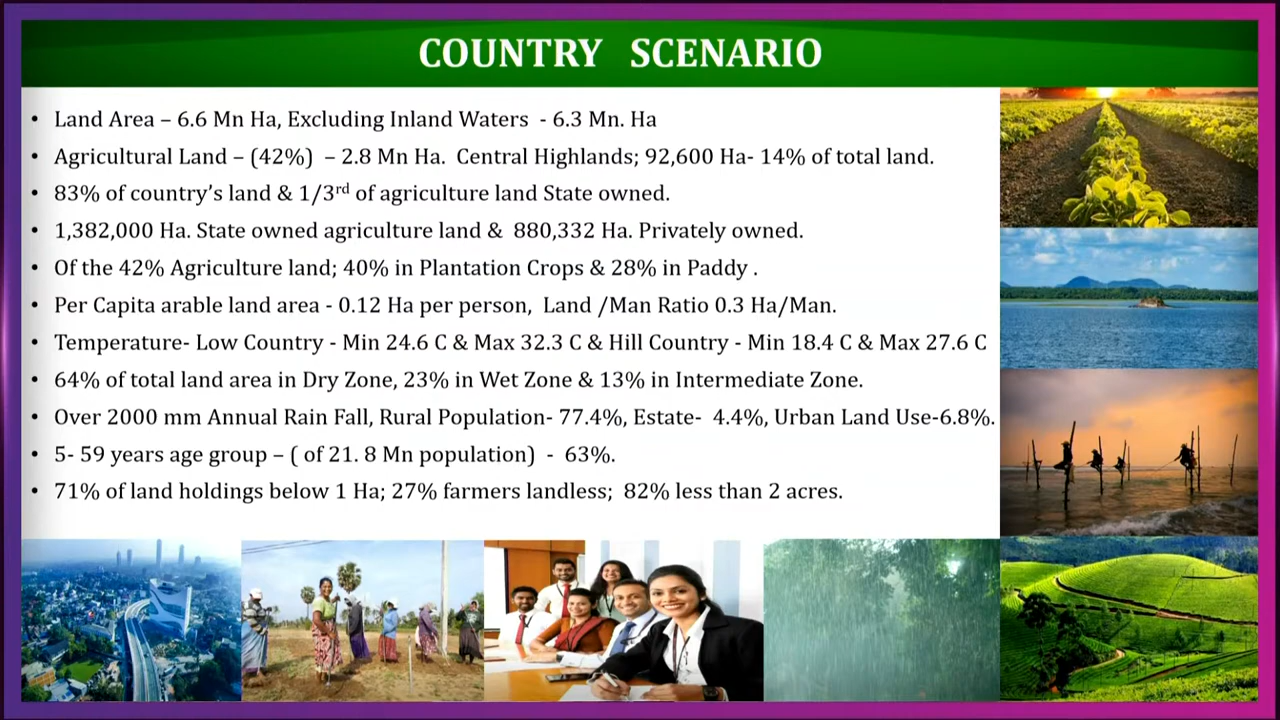 COUNTRY SCENARIO
• Land Area – 6.6 Mn Ha, Excluding Inland Waters - 6.3 Mn. Ha
• Agricultural Land – (42%) – 2.8 Mn Ha. Central Highlands; 92,600 Ha- 14% of total land.
• 83% of country's land & 1/3rd of agriculture land State owned.
• 1,382,000 Ha. State owned agriculture land & 880,332 Ha. Privately owned.
• Of the 42% Agriculture land; 40% in Plantation Crops & 28% in Paddy .
• Per Capita arable land area - 0.12 Ha per person, Land /Man Ratio 0.3 Ha/Man.
• Temperature- Low Country - Min 24.6 C & Max 32.3 C & Hill Country - Min 18.4 C & Max 27.6 C
• 64% of total land area in Dry Zone, 23% in Wet Zone & 13% in Intermediate Zone.
• Over 2000 mm Annual Rain Fall, Rural Population- 77.4%, Estate- 4.4%, Urban Land Use-6.8%.
• 5- 59 years age group – ( of 21. 8 Mn population) - 63%.
• 71% of land holdings below 1 Ha; 27% farmers landless; 82% less than 2 acres.